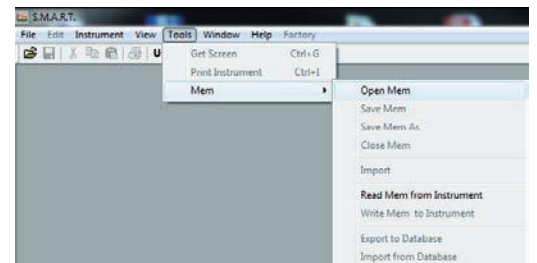 S.M.A.R.T.
File Edit Instrument View Tools Window Help Factory
Get Screen Ctrl+G
Print Instrument Ctrl+I
Mem
Open Mem
Save Mem
Save Mem As
Close Mem
Import
Read Mem from Instrument
Write Mem to Instrument
Export to Database
Import from Database